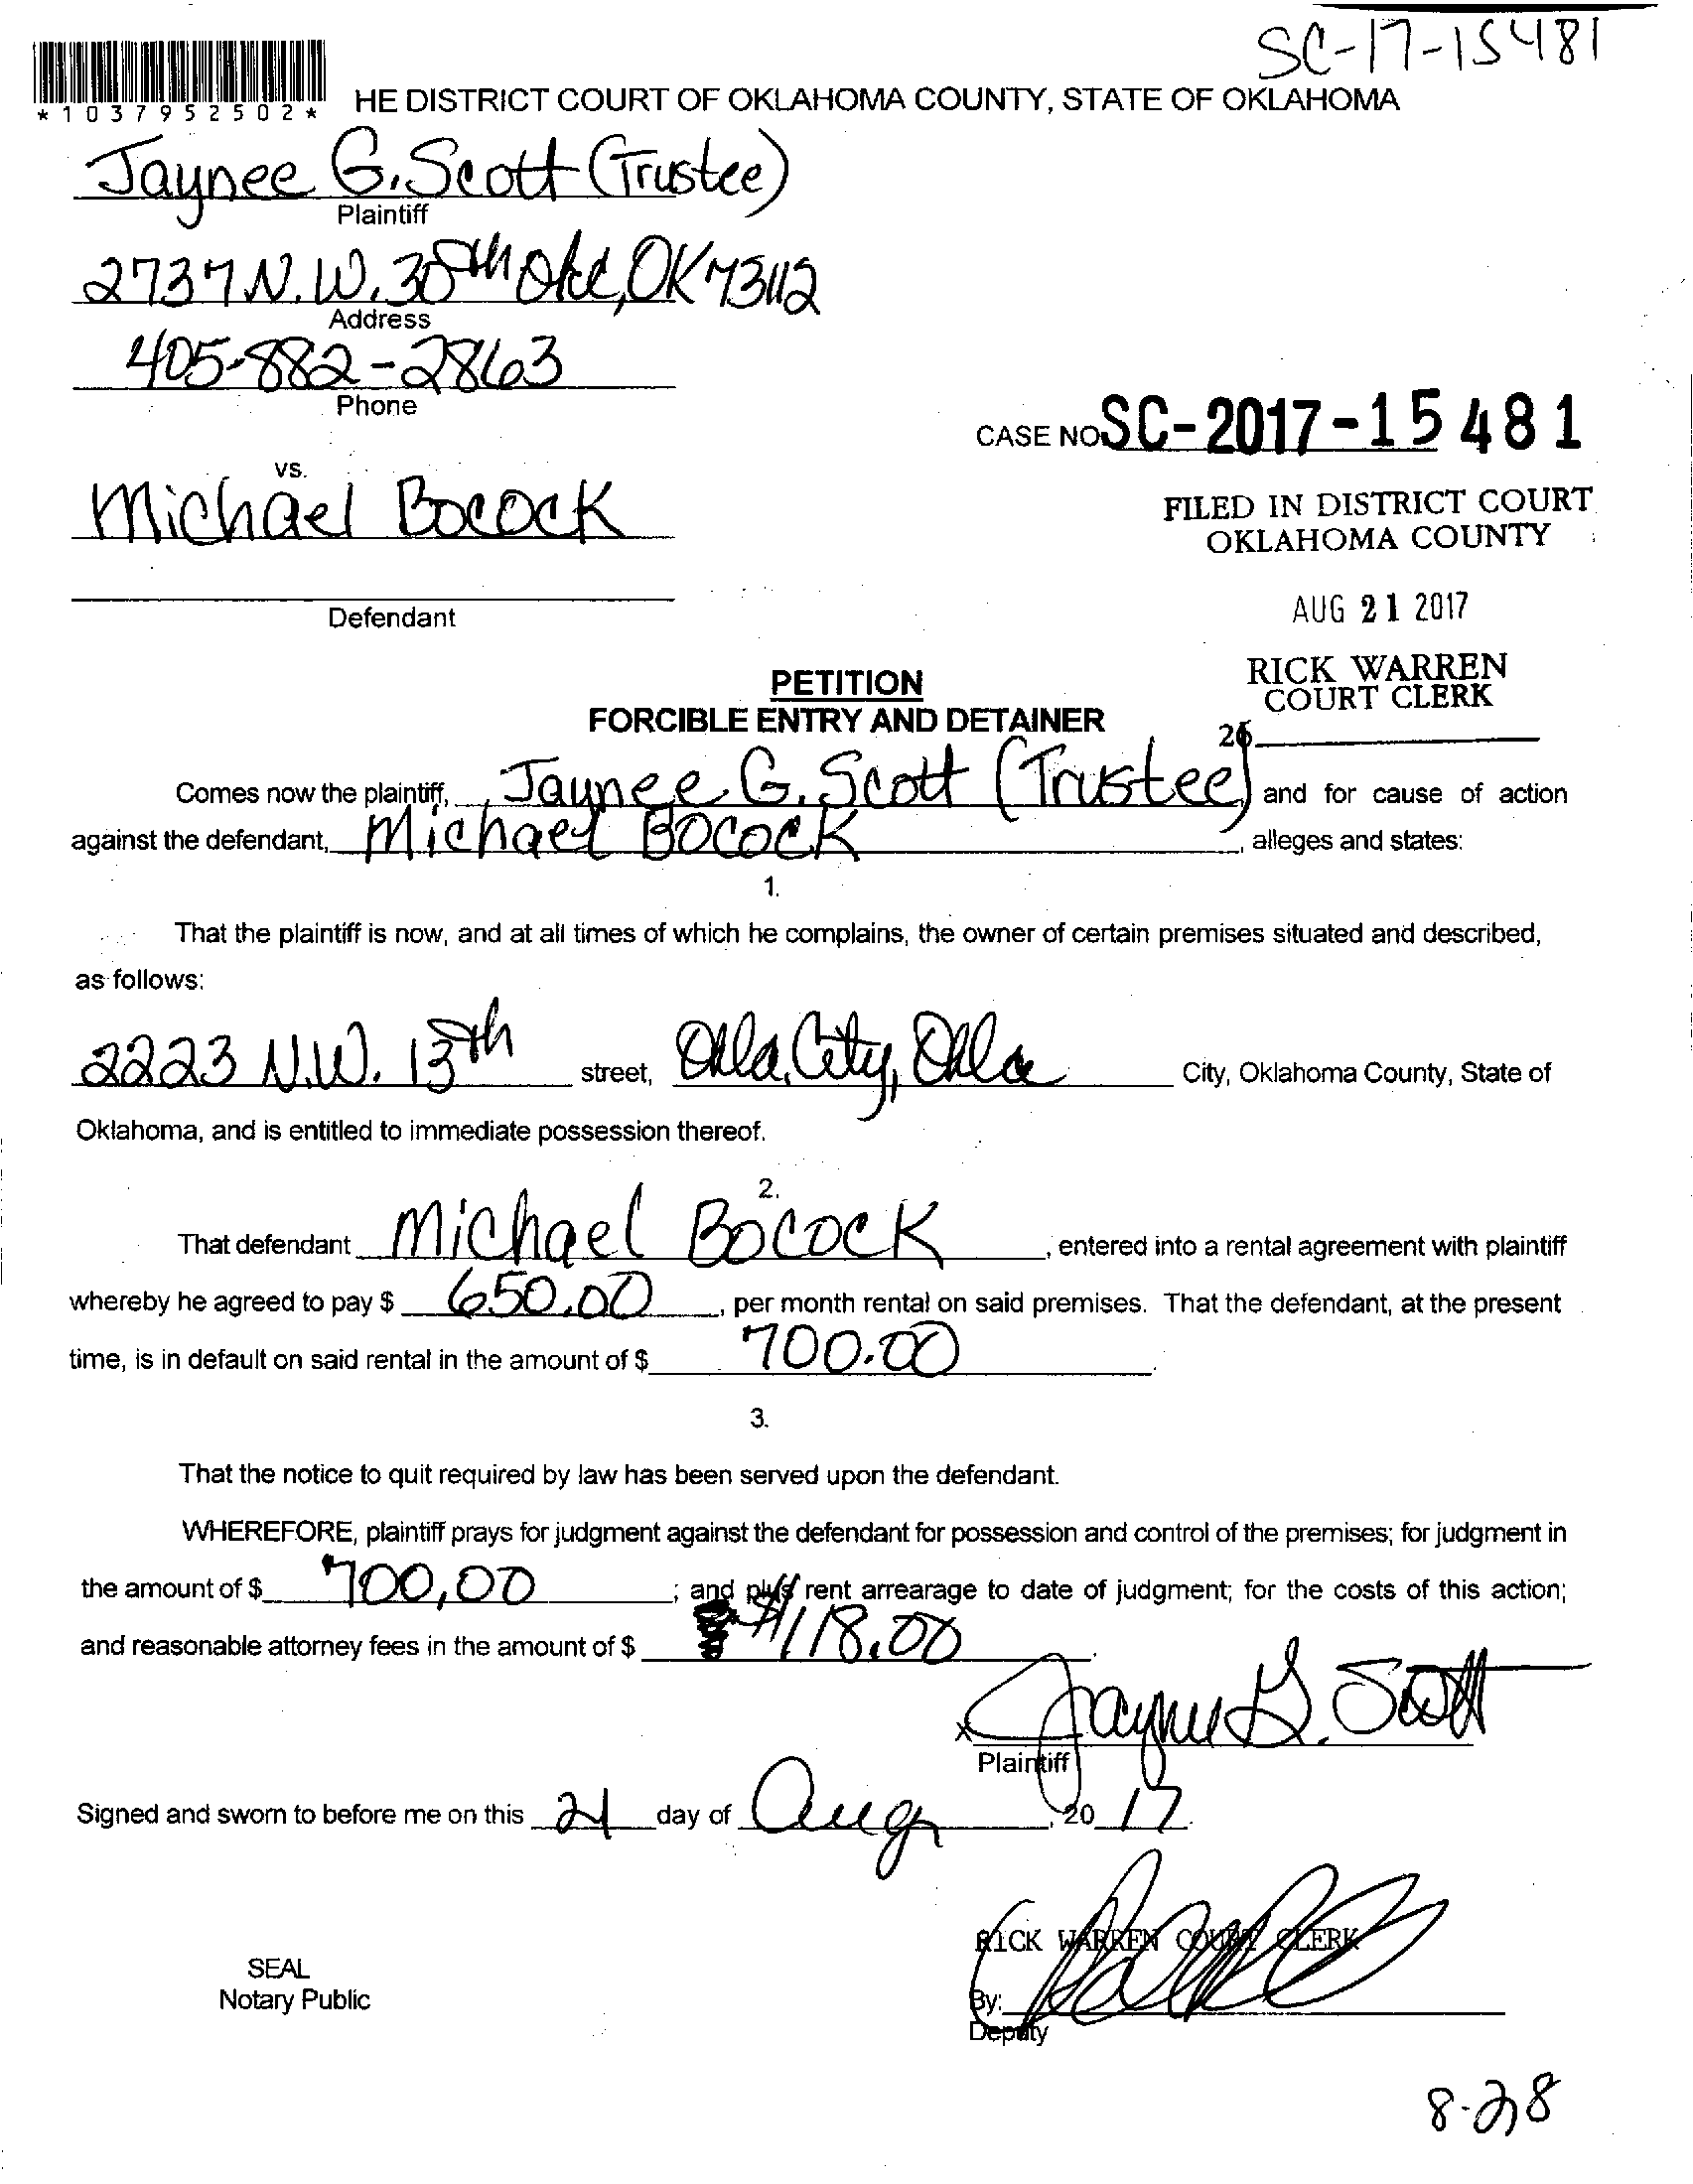 SC-17-15481
*1037952502*
HE DISTRICT COURT OF OKLAHOMA COUNTY, STATE OF OKLAHOMA
Jaynee G. Scott (Trustee)
Plaintiff
2737 N.W. 30th Okc, OK 73112
Address
405-882-2863
Phone
CASE NO. SC-2017-15481
vs.
Michael Bocock
FILED IN DISTRICT COURT
OKLAHOMA COUNTY
Defendant
AUG 21 2017
RICK WARREN
COURT CLERK
PETITION
FORCIBLE ENTRY AND DETAINER
Comes now the plaintiff, Jaynee G. Scott (Trustee) and for cause of action
against the defendant, Michael Bocock, alleges and states:
1.
That the plaintiff is now, and at all times of which he complains, the owner of certain premises situated and described,
as follows:
2223 N.W. 13th street, Okla. City, Okla City, Oklahoma County, State of
Oklahoma, and is entitled to immediate possession thereof.
2.
That defendant Michael Bocock, entered into a rental agreement with plaintiff
whereby he agreed to pay $ 650.00, per month rental on said premises. That the defendant, at the present
time, is in default on said rental in the amount of $ 700.00.
3.
That the notice to quit required by law has been served upon the defendant.
WHEREFORE, plaintiff prays for judgment against the defendant for possession and control of the premises; for judgment in
the amount of $ 700,00; and plus rent arrearage to date of judgment; for the costs of this action;
and reasonable attorney fees in the amount of $ $118.00.
x Jaynee G. Scott
Plaintiff
Signed and sworn to before me on this 21 day of Aug, 20 17.
RICK WARREN COURT CLERK
SEAL
Notary Public
By:
Deputy
8-28